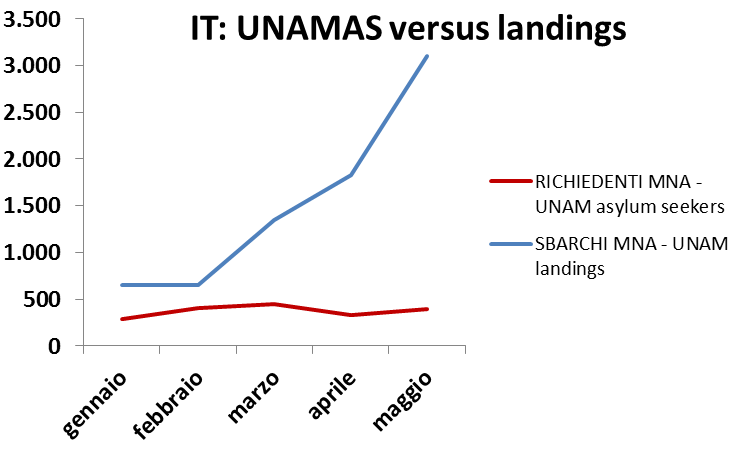 IT: UNAMAS versus landings
3.500
3.000
2.500
2.000
1.500
1.000
500
0
gennaio
febbraio
marzo
aprile
maggio
RICHIEDENTI MNA -
UNAM asylum seekers
SBARCHI MNA - UNAM
landings